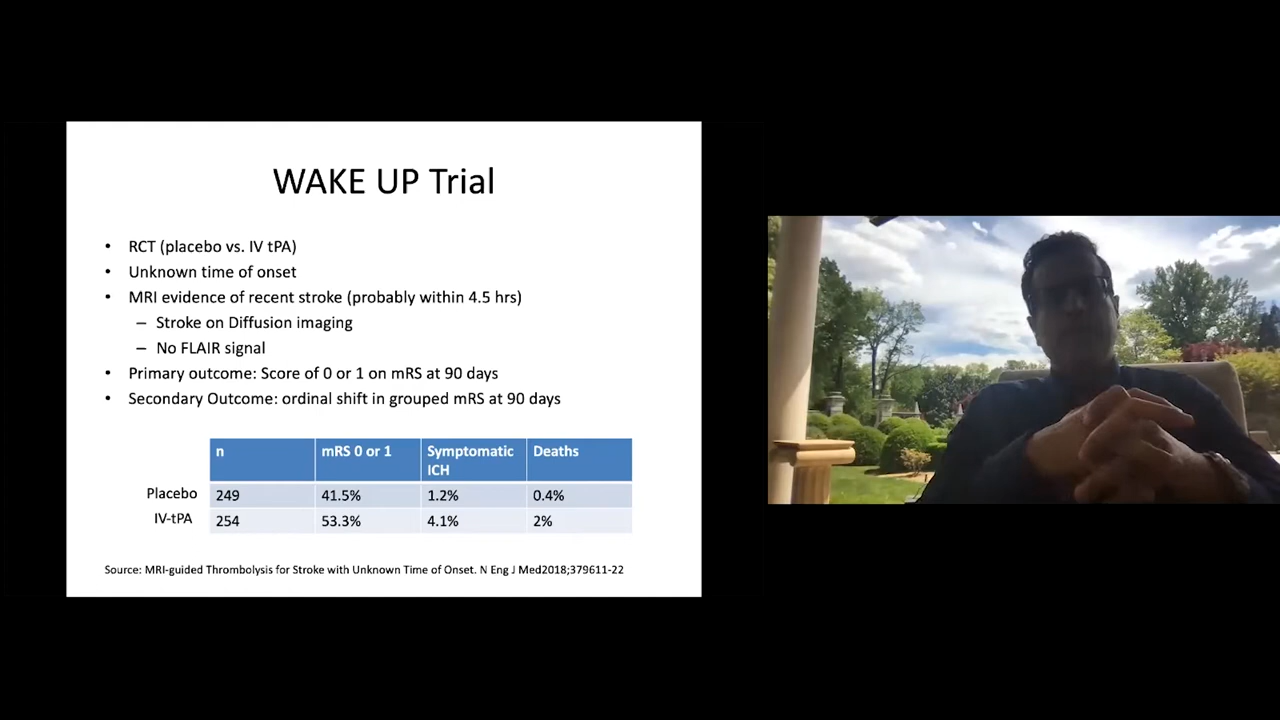 WAKE UP Trial
• RCT (placebo vs. IV tPA)
• Unknown time of onset
• MRI evidence of recent stroke (probably within 4.5 hrs)
– Stroke on Diffusion imaging
– No FLAIR signal
• Primary outcome: Score of 0 or 1 on mRS at 90 days
• Secondary Outcome: ordinal shift in grouped mRS at 90 days
n mRS 0 or 1 Symptomatic ICH Deaths
Placebo 249 41.5% 1.2% 0.4%
IV-tPA 254 53.3% 4.1% 2%
Source: MRI-guided Thrombolysis for Stroke with Unknown Time of Onset. N Eng J Med2018;379611-22